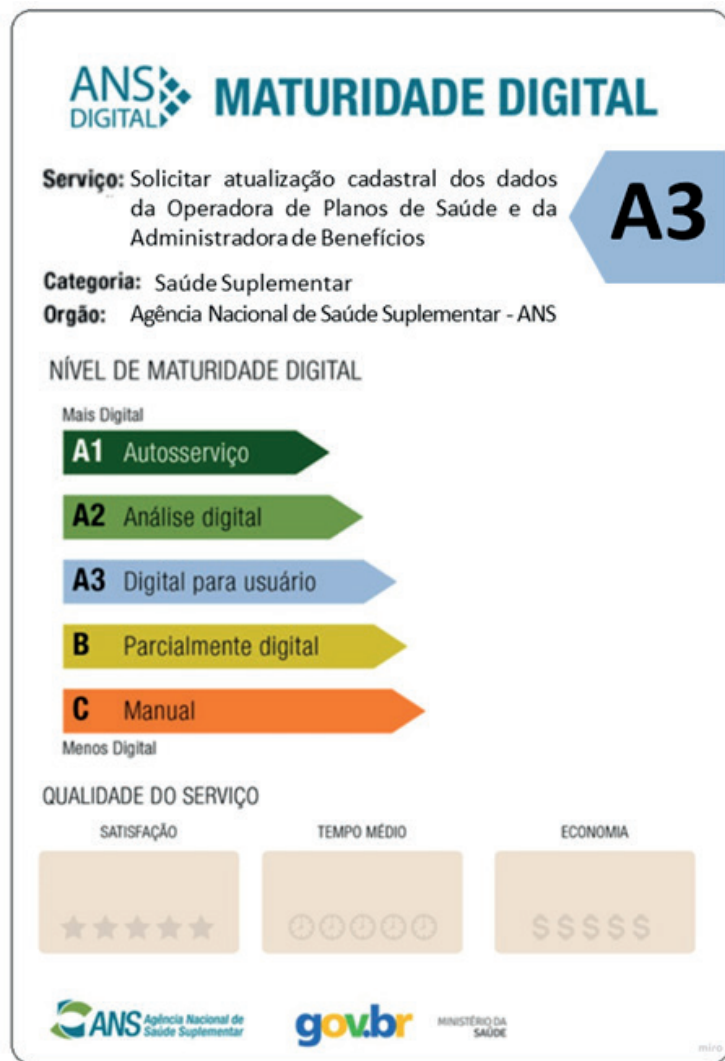 ANS
DIGITAL
MATURIDADE DIGITAL
Serviço: Solicitar atualização cadastral dos dados
da Operadora de Planos de Saúde e da
Administradora de Benefícios
A3
Categoria: Saúde Suplementar
Orgão: Agência Nacional de Saúde Suplementar - ANS
NÍVEL DE MATURIDADE DIGITAL
Mais Digital
A1 Autosserviço
A2 Análise digital
A3 Digital para usuário
B Parcialmente digital
C Manual
Menos Digital
QUALIDADE DO SERVIÇO
SATISFAÇÃO TEMPO MÉDIO ECONOMIA
$$$$$
ANS Agência Nacional de
Saúde Suplementar
gov.br
MINISTÉRIO DA
SAÚDE
miro